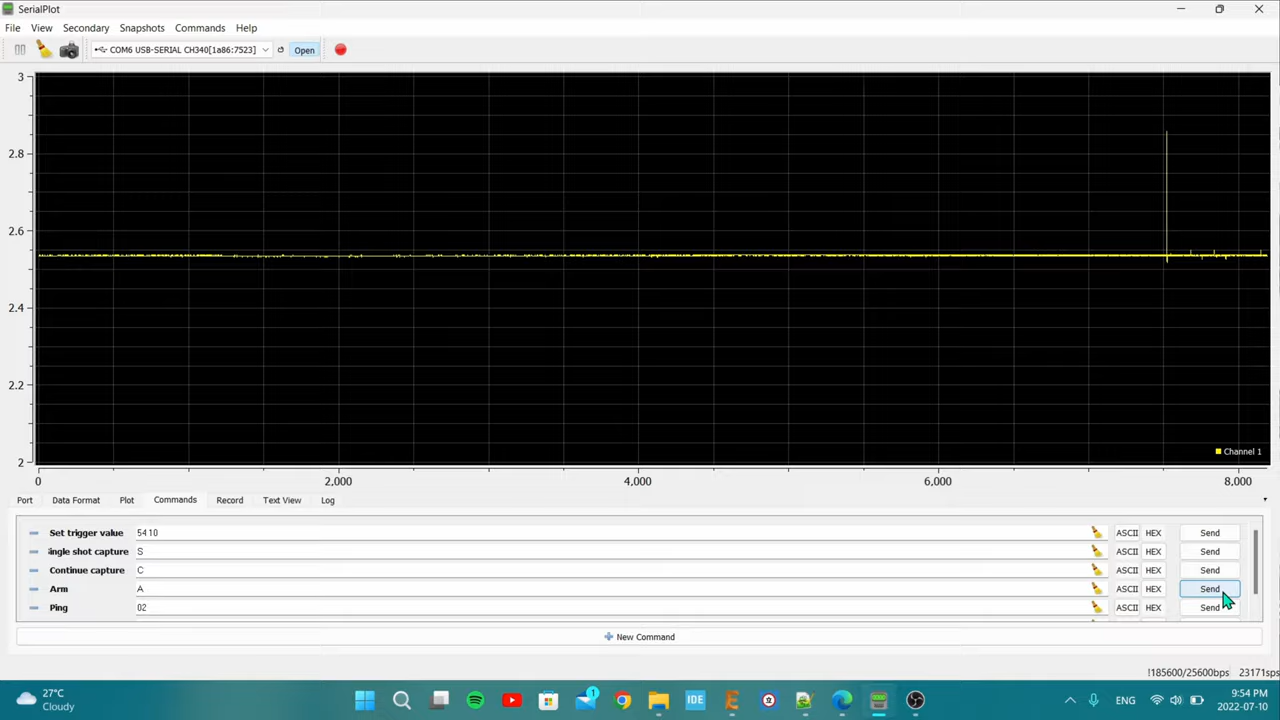 SerialPlot
File View Secondary Snapshots Commands Help
COM6 USB-SERIAL CH340[1a86:7523] Open
3
2.8
2.6
2.4
2.2
2
Channel 1
0 2,000 4,000 6,000 8,000
Port Data Format Plot Commands Record Text View Log
Set trigger value 5410 ASCII HEX Send
ingle shot capture S ASCII HEX Send
Continue capture C ASCII HEX Send
Arm A ASCII HEX Send
Ping 02 ASCII HEX Send
New Command
!185600/25600bps 23171sps
27°C
Cloudy
IDE
1
ENG
9:54 PM
2022-07-10